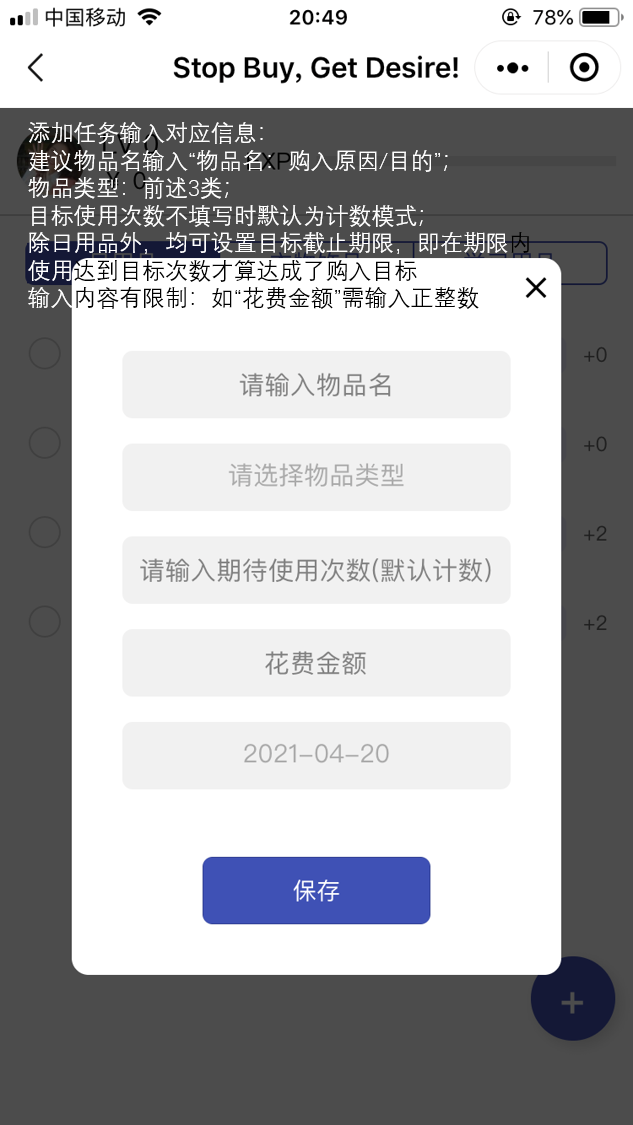 中国移动
20:49
78%
Stop Buy, Get Desire!
添加任务输入对应信息：
建议物品名输入“物品名：购入原因/目的”；
物品类型：前述3类；
目标使用次数不填写时默认为计数模式；
除日用品外，均可设置目标截止期限，即在期限内
使用达到目标次数才算达成了购入目标
输入内容有限制：如“花费金额”需输入正整数
LV 0
EXP
￥ 0
+0
+0
+2
+2
请输入物品名
请选择物品类型
请输入期待使用次数(默认计数)
花费金额
2021-04-20
保存
+